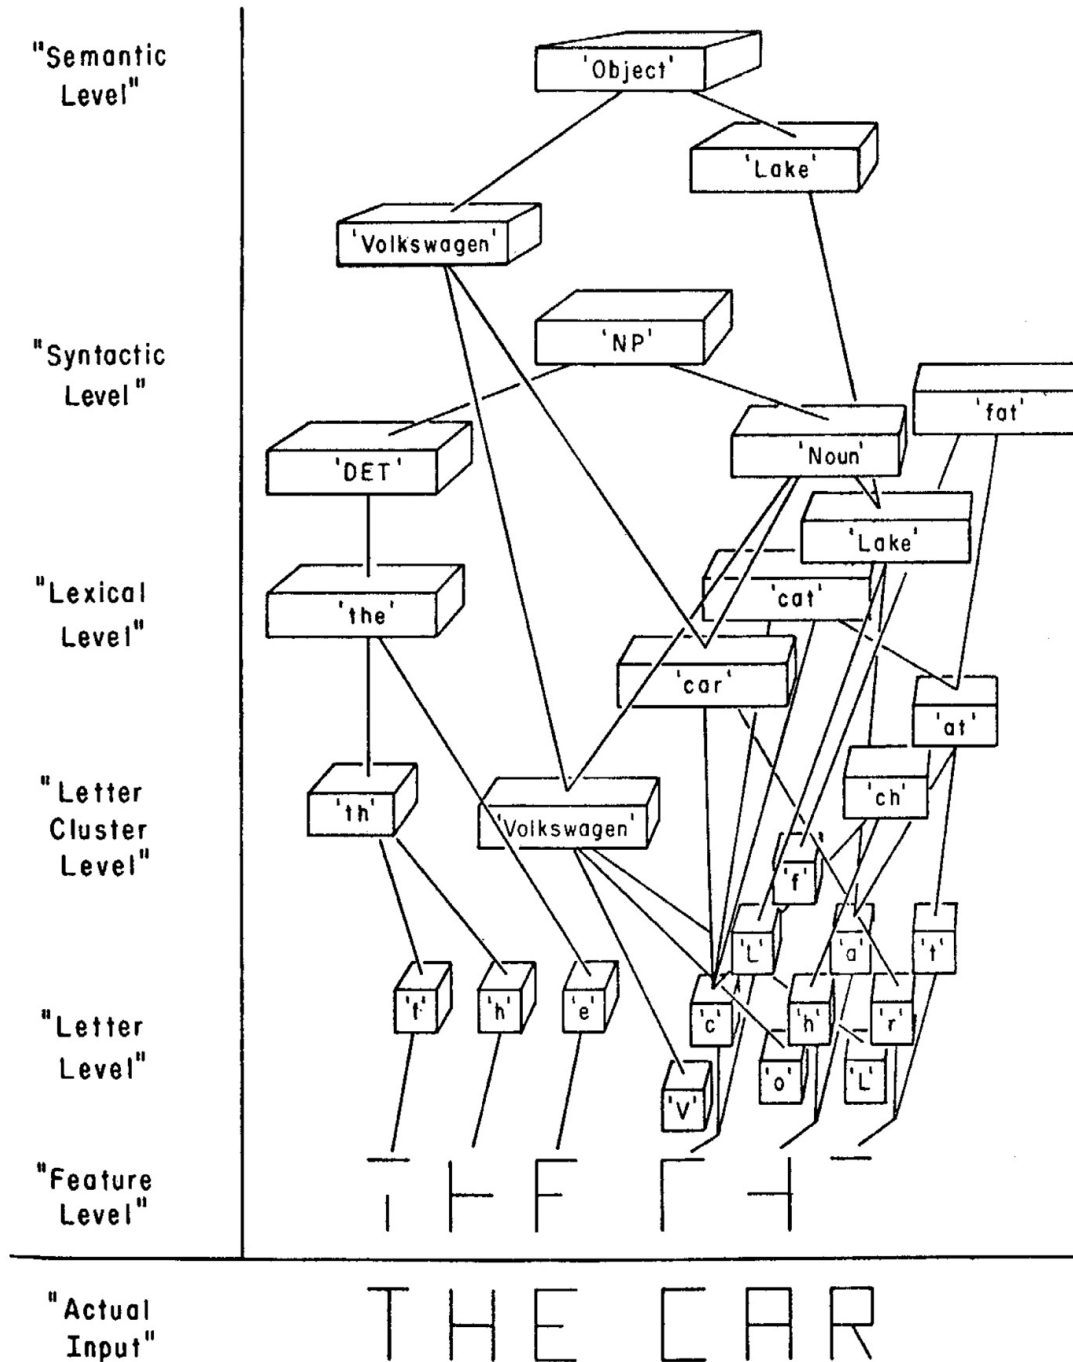 "Semantic
Level"
'Object'
'Lake'
'Volkswagen'
"Syntactic
Level"
'NP'
'fat'
'DET'
'Noun'
'Lake'
"Lexical
Level"
'the'
'cat'
'car'
'at'
"Letter
Cluster
Level"
'th'
'Volkswagen'
'ch'
'f'
'L'
'a'
't'
"Letter
Level"
't'
'h'
'e'
'c'
'h'
'r'
'V'
'o'
'L'
"Feature
Level"
"Actual
Input"
THE CAR